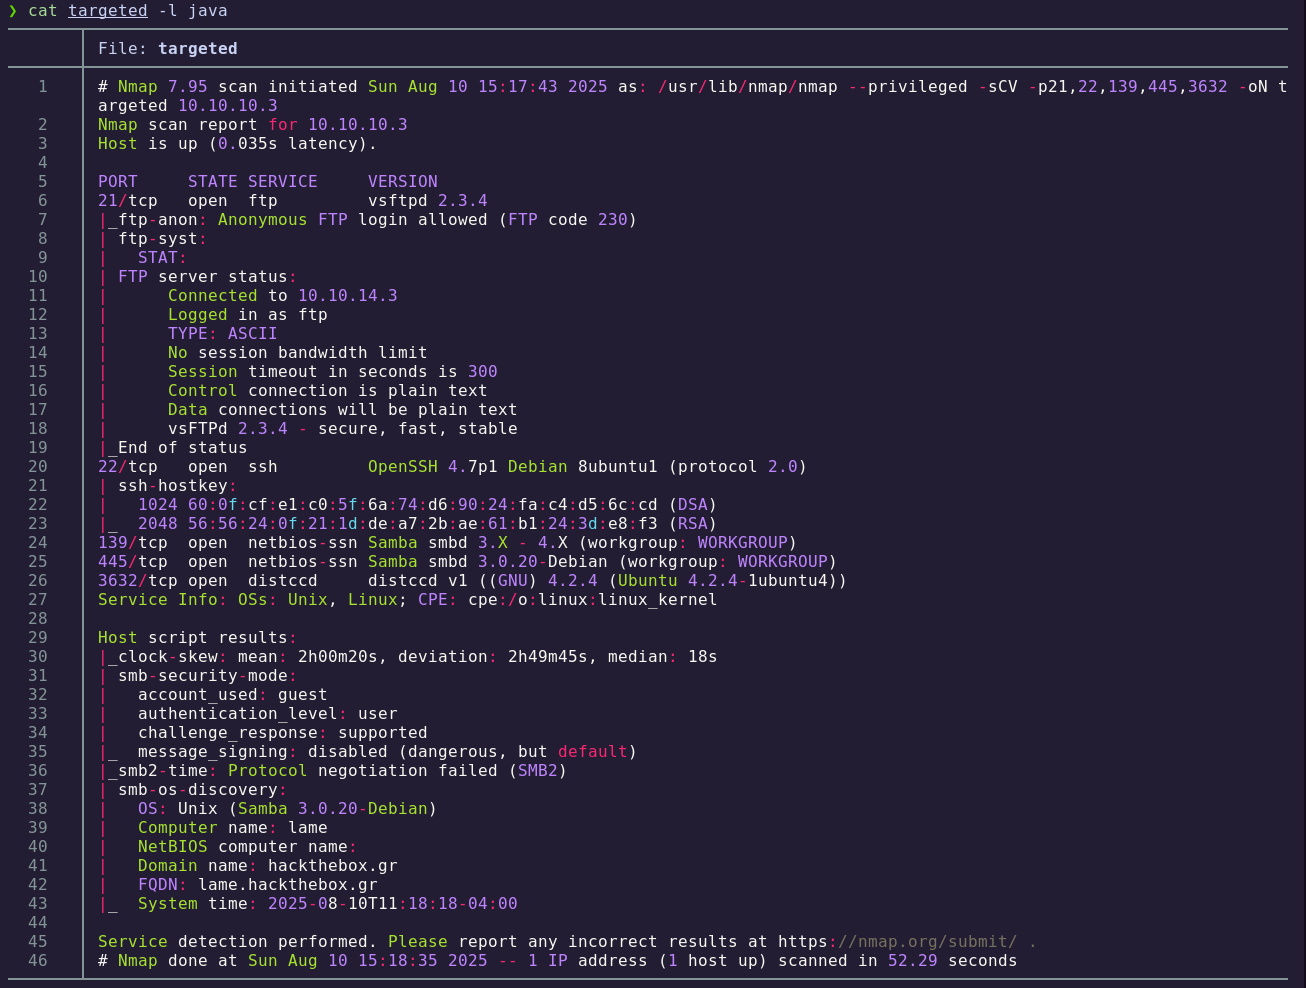 ❯ cat targeted -l java
File: targeted
1 # Nmap 7.95 scan initiated Sun Aug 10 15:17:43 2025 as: /usr/lib/nmap/nmap --privileged -sCV -p21,22,139,445,3632 -oN t
argeted 10.10.10.3
2 Nmap scan report for 10.10.10.3
3 Host is up (0.035s latency).
4
5 PORT     STATE SERVICE     VERSION
6 21/tcp   open  ftp         vsftpd 2.3.4
7 |_ftp-anon: Anonymous FTP login allowed (FTP code 230)
8 | ftp-syst:
9 |   STAT:
10 | FTP server status:
11 |      Connected to 10.10.14.3
12 |      Logged in as ftp
13 |      TYPE: ASCII
14 |      No session bandwidth limit
15 |      Session timeout in seconds is 300
16 |      Control connection is plain text
17 |      Data connections will be plain text
18 |      vsFTPd 2.3.4 - secure, fast, stable
19 |_End of status
20 22/tcp   open  ssh         OpenSSH 4.7p1 Debian 8ubuntu1 (protocol 2.0)
21 | ssh-hostkey:
22 |   1024 60:0f:cf:e1:c0:5f:6a:74:d6:90:24:fa:c4:d5:6c:cd (DSA)
23 |_  2048 56:56:24:0f:21:1d:de:a7:2b:ae:61:b1:24:3d:e8:f3 (RSA)
24 139/tcp  open  netbios-ssn Samba smbd 3.X - 4.X (workgroup: WORKGROUP)
25 445/tcp  open  netbios-ssn Samba smbd 3.0.20-Debian (workgroup: WORKGROUP)
26 3632/tcp open  distccd     distccd v1 ((GNU) 4.2.4 (Ubuntu 4.2.4-1ubuntu4))
27 Service Info: OSs: Unix, Linux; CPE: cpe:/o:linux:linux_kernel
28
29 Host script results:
30 |_clock-skew: mean: 2h00m20s, deviation: 2h49m45s, median: 18s
31 | smb-security-mode:
32 |   account_used: guest
33 |   authentication_level: user
34 |   challenge_response: supported
35 |_  message_signing: disabled (dangerous, but default)
36 |_smb2-time: Protocol negotiation failed (SMB2)
37 | smb-os-discovery:
38 |   OS: Unix (Samba 3.0.20-Debian)
39 |   Computer name: lame
40 |   NetBIOS computer name:
41 |   Domain name: hackthebox.gr
42 |   FQDN: lame.hackthebox.gr
43 |_  System time: 2025-08-10T11:18:18-04:00
44
45 Service detection performed. Please report any incorrect results at https://nmap.org/submit/ .
46 # Nmap done at Sun Aug 10 15:18:35 2025 -- 1 IP address (1 host up) scanned in 52.29 seconds